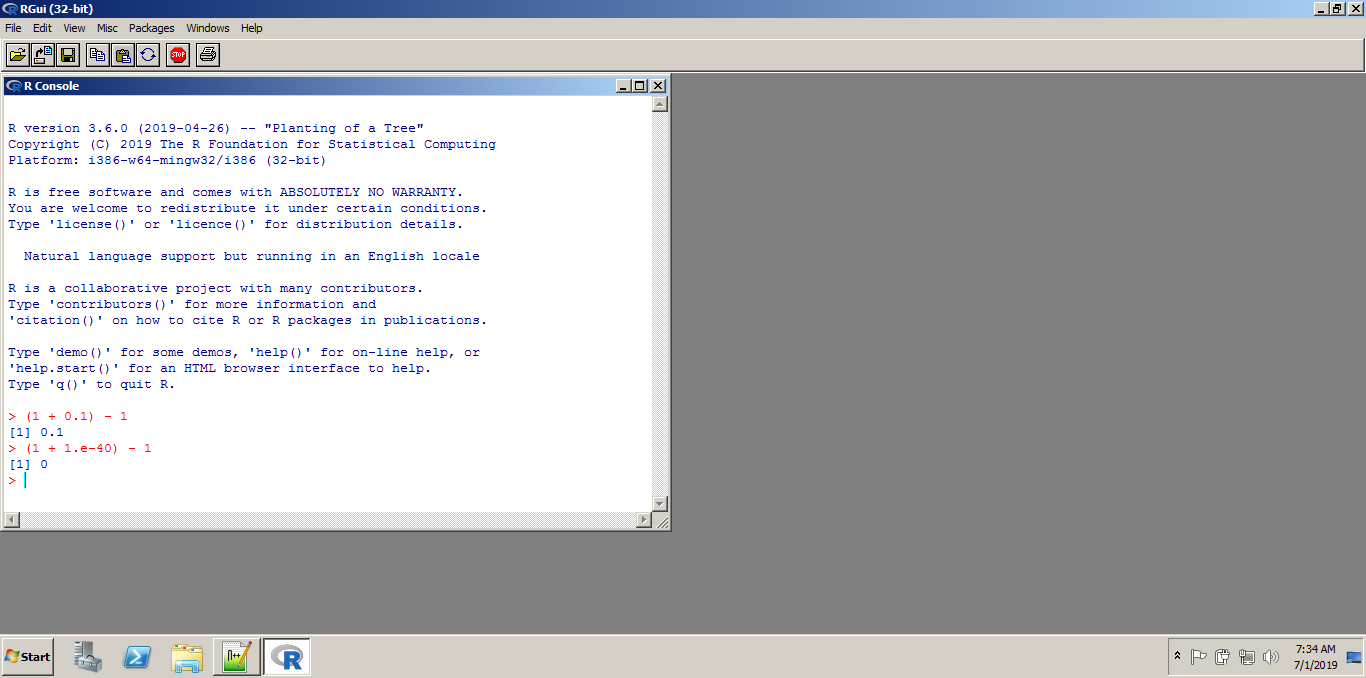 RGui (32-bit)
File Edit View Misc Packages Windows Help
STOP
R Console
R version 3.6.0 (2019-04-26) -- "Planting of a Tree"
Copyright (C) 2019 The R Foundation for Statistical Computing
Platform: i386-w64-mingw32/i386 (32-bit)
R is free software and comes with ABSOLUTELY NO WARRANTY.
You are welcome to redistribute it under certain conditions.
Type 'license()' or 'licence()' for distribution details.
Natural language support but running in an English locale
R is a collaborative project with many contributors.
Type 'contributors()' for more information and
'citation()' on how to cite R or R packages in publications.
Type 'demo()' for some demos, 'help()' for on-line help, or
'help.start()' for an HTML browser interface to help.
Type 'q()' to quit R.
> (1 + 0.1) - 1
[1] 0.1
> (1 + 1.e-40) - 1
[1] 0
>
Start
R
7:34 AM
7/1/2019